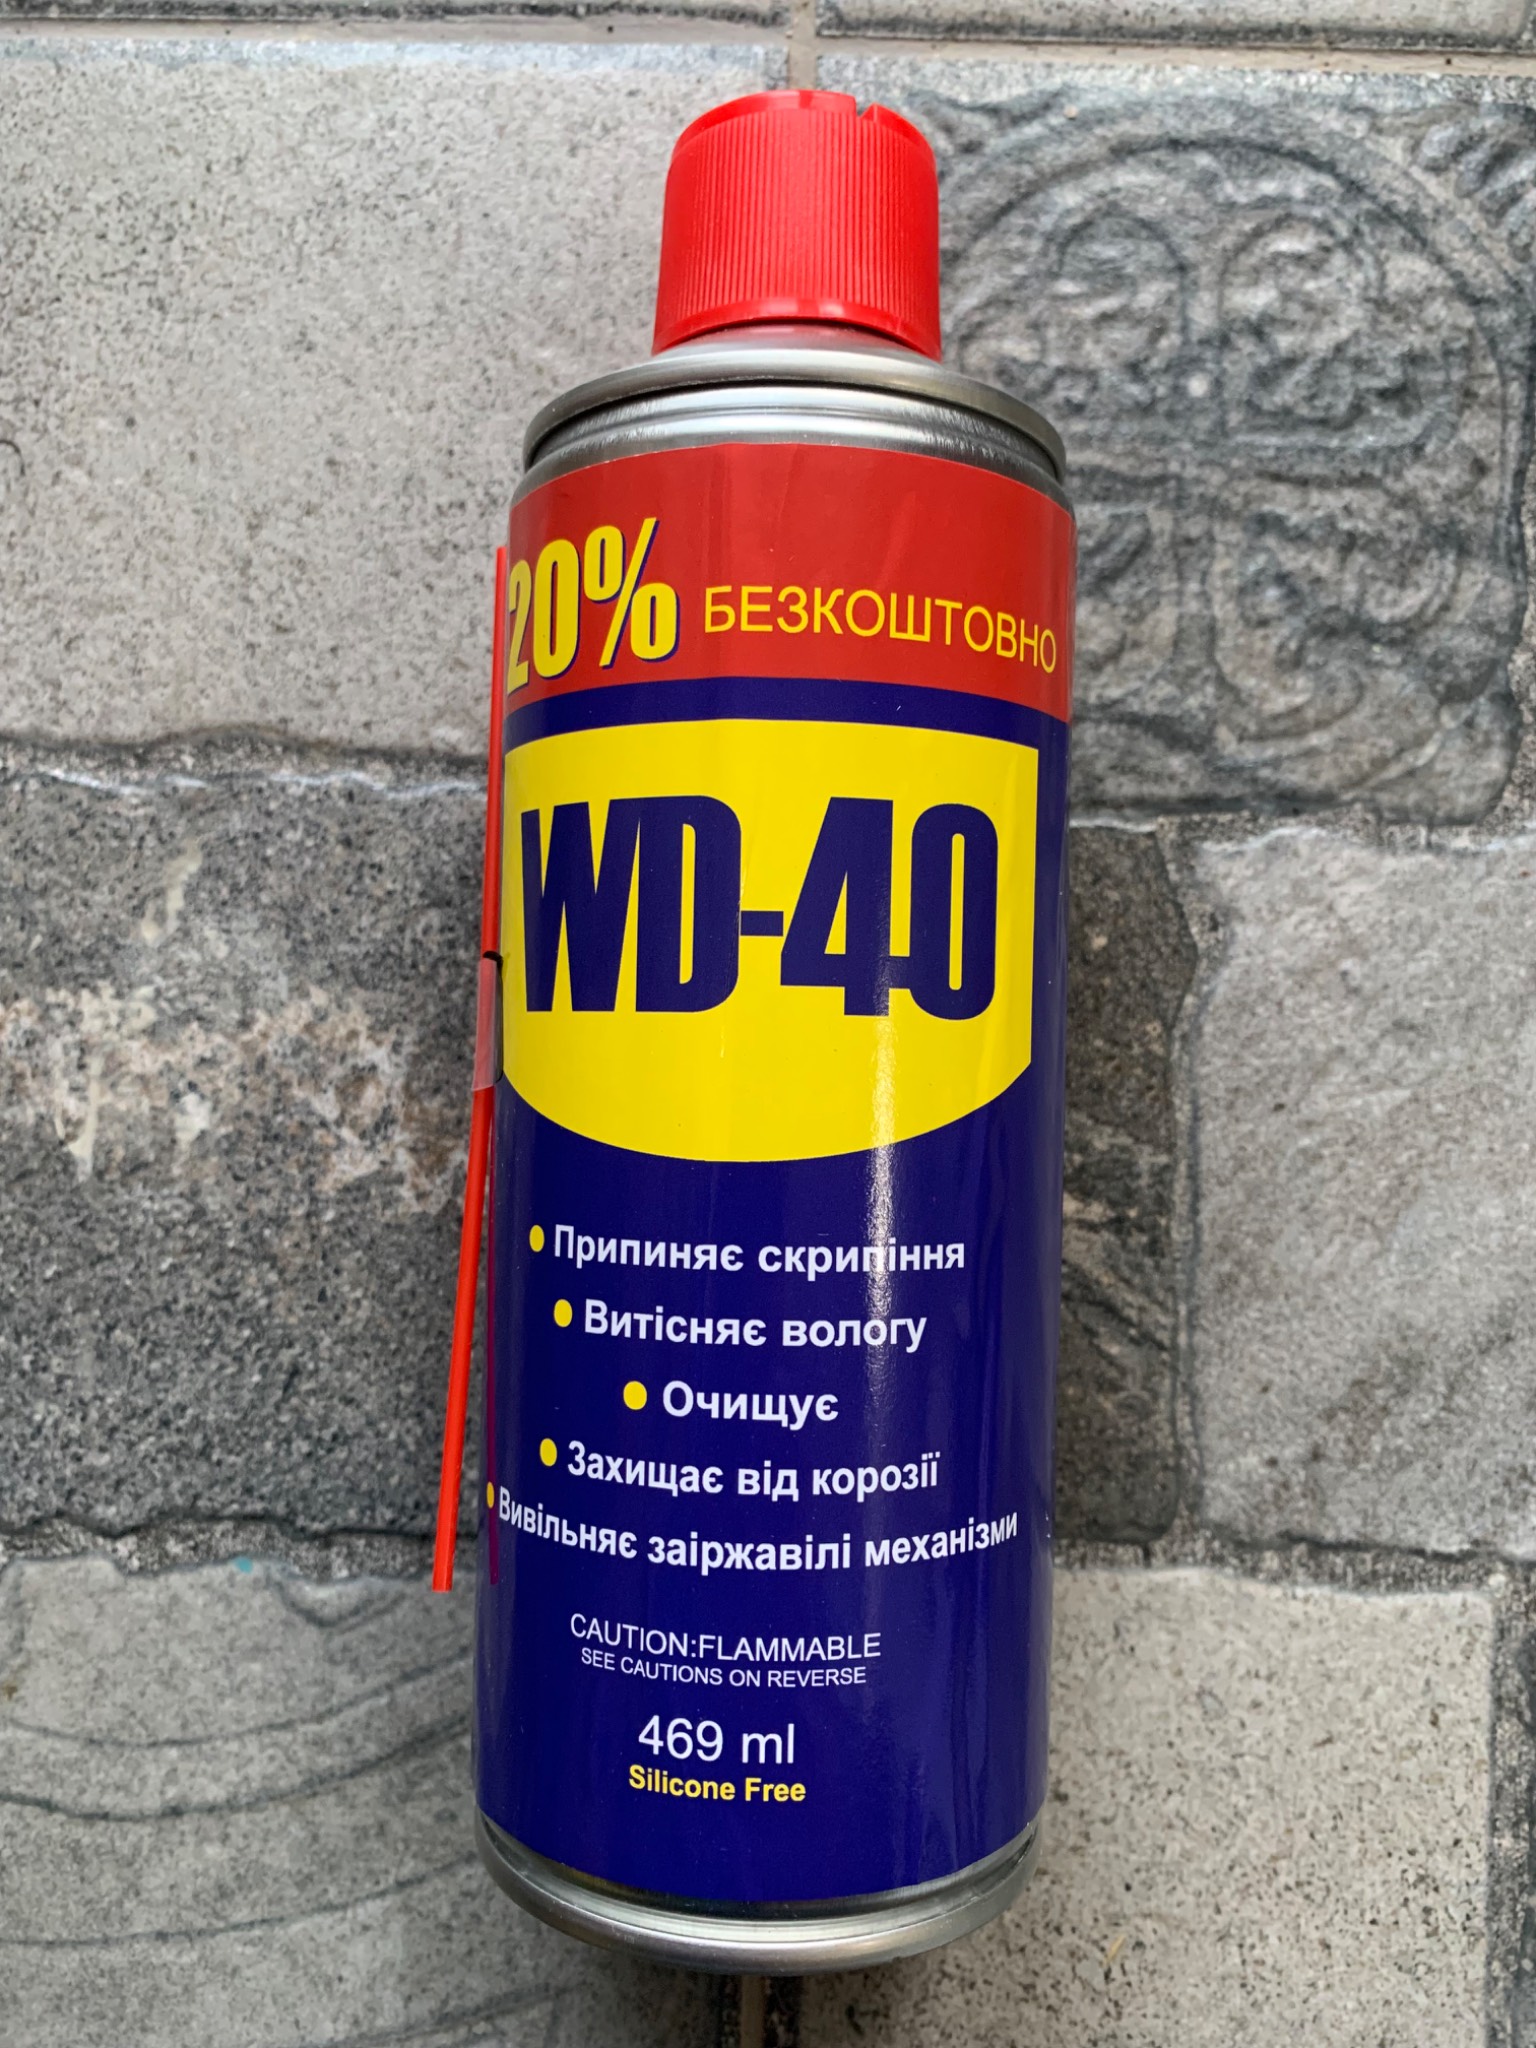 20% БЕЗКОШТОВНО
WD-40
• Припиняє скрипіння
• Витісняє вологу
• Очищує
• Захищає від корозії
• Вивільняє заіржавілі механізми
CAUTION:FLAMMABLE
SEE CAUTIONS ON REVERSE
469 ml
Silicone Free